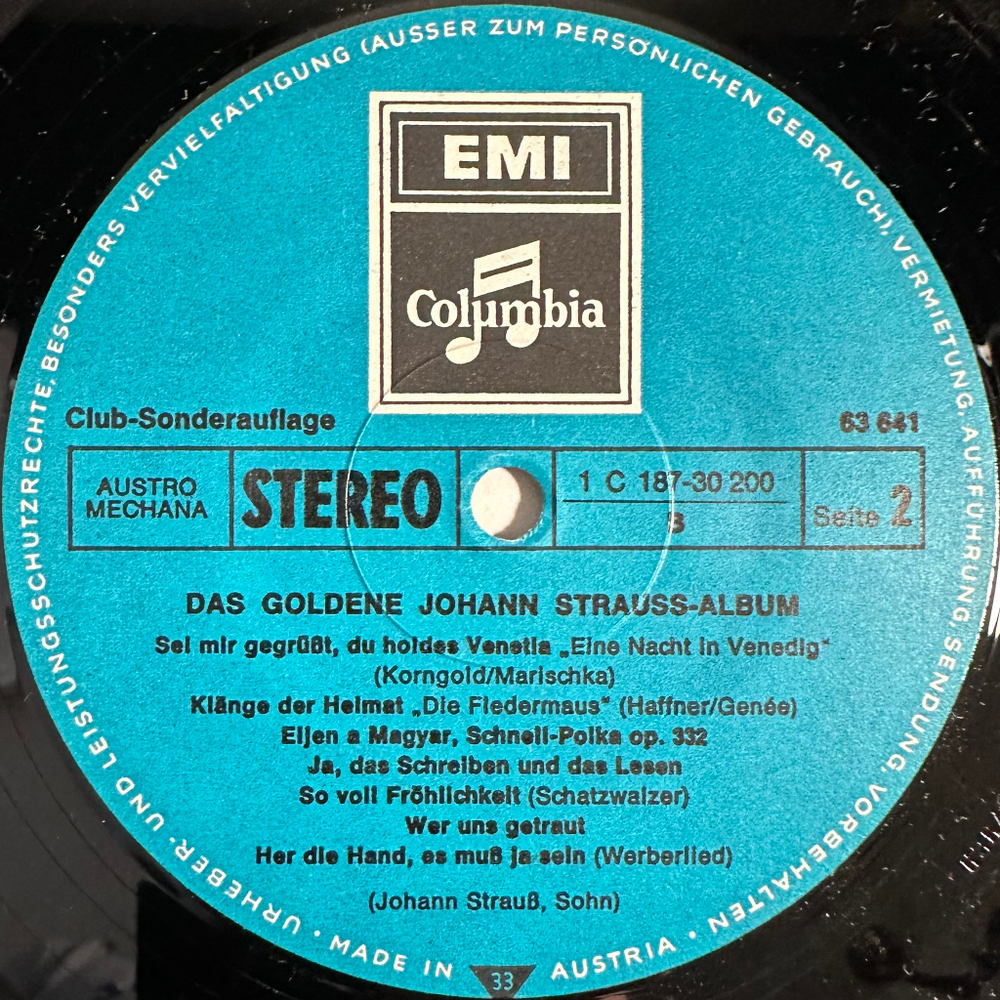 URHEBER- UND LEISTUNGSSCHUTZRECHTE, BESONDERS VERVIELFÄLTIGUNG (AUSSER ZUM PERSÖNLICHEN GEBRAUCH), VERMIETUNG, AUFFÜHRUNG, SENDUNG, VORBEHALTEN
EMI
Columbia
Club-Sonderauflage
63 641
AUSTRO
MECHANA
STEREO
1 C 187-30 200
B
Seite 2
DAS GOLDENE JOHANN STRAUSS-ALBUM
Sei mir gegrüßt, du holdes Venetia „Eine Nacht in Venedig“
(Korngold/Marischka)
Klänge der Heimat „Die Fledermaus“ (Haffner/Genée)
Eljen a Magyar, Schnell-Polka op. 332
Ja, das Schreiben und das Lesen
So voll Fröhlichkeit (Schatzwalzer)
Wer uns getraut
Her die Hand, es muß ja sein (Werberlied)
(Johann Strauß, Sohn)
• MADE IN AUSTRIA •
33